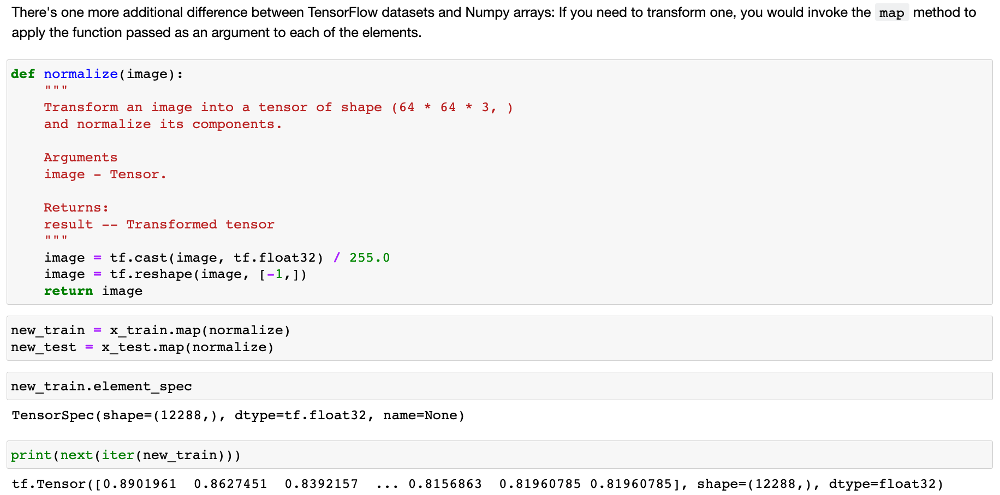 There's one more additional difference between TensorFlow datasets and Numpy arrays: If you need to transform one, you would invoke the map method to
apply the function passed as an argument to each of the elements.
def normalize(image):
    """
    Transform an image into a tensor of shape (64 * 64 * 3, )
    and normalize its components.
    
    Arguments
    image - Tensor.
    
    Returns:
    result -- Transformed tensor
    """
    image = tf.cast(image, tf.float32) / 255.0
    image = tf.reshape(image, [-1,])
    return image
new_train = x_train.map(normalize)
new_test = x_test.map(normalize)
new_train.element_spec
TensorSpec(shape=(12288,), dtype=tf.float32, name=None)
print(next(iter(new_train)))
tf.Tensor([0.8901961  0.8627451  0.8392157  ... 0.8156863  0.81960785 0.81960785], shape=(12288,), dtype=float32)